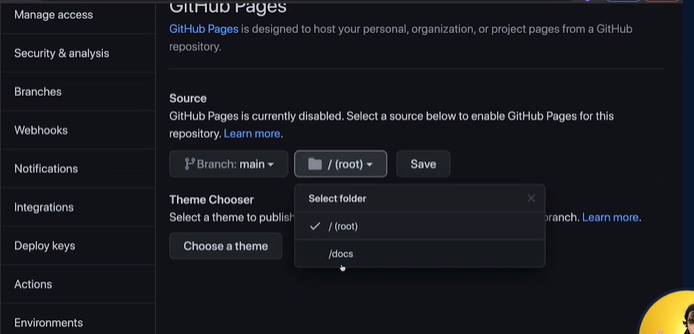 Manage access
Security & analysis
Branches
Webhooks
Notifications
Integrations
Deploy keys
Actions
Environments
GitHub Pages
GitHub Pages is designed to host your personal, organization, or project pages from a GitHub
repository.
Source
GitHub Pages is currently disabled. Select a source below to enable GitHub Pages for this
repository. Learn more.
Branch: main
/ (root)
Save
Select folder
/ (root)
/docs
Theme Chooser
Select a theme to publish
Learn more.
Choose a theme